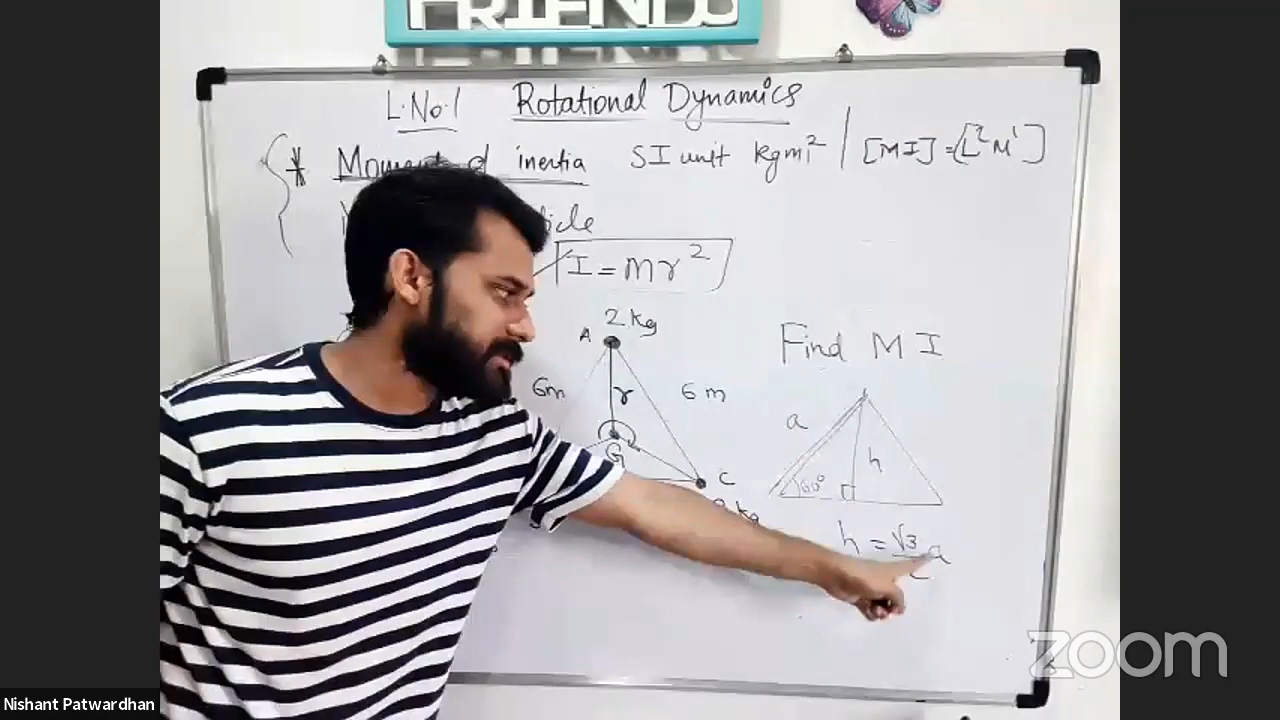 FRIENDS
L.No.1 Rotational Dynamics
* Moment of inertia SI unit kgm² | [MI] = [L²M¹]
I = mr²
2 kg
A
6m r 6 m
G
C
kg
Find M I
a
h
60°
h = √3/2 a
zoom
Nishant Patwardhan